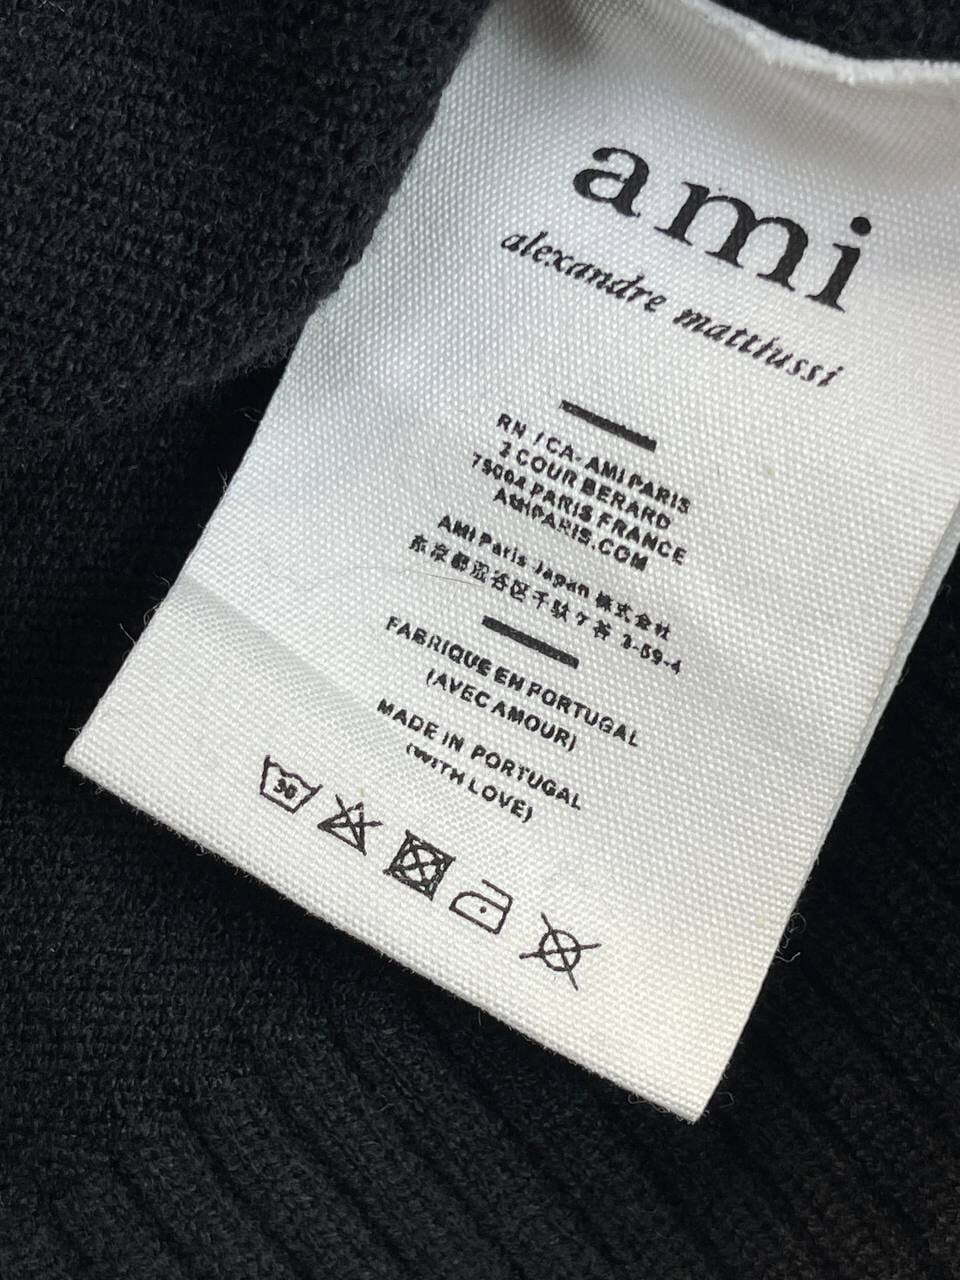 ami
alexandre mattiussi
RN / CA- AMI PARIS
2 COUR BERARD
75004 PARIS FRANCE
AMIPARIS.COM
AMI Paris Japan 株式会社
東京都渋谷区千駄ケ谷 3-59-4
FABRIQUE EN PORTUGAL
(AVEC AMOUR)
MADE IN PORTUGAL
(WITH LOVE)
30